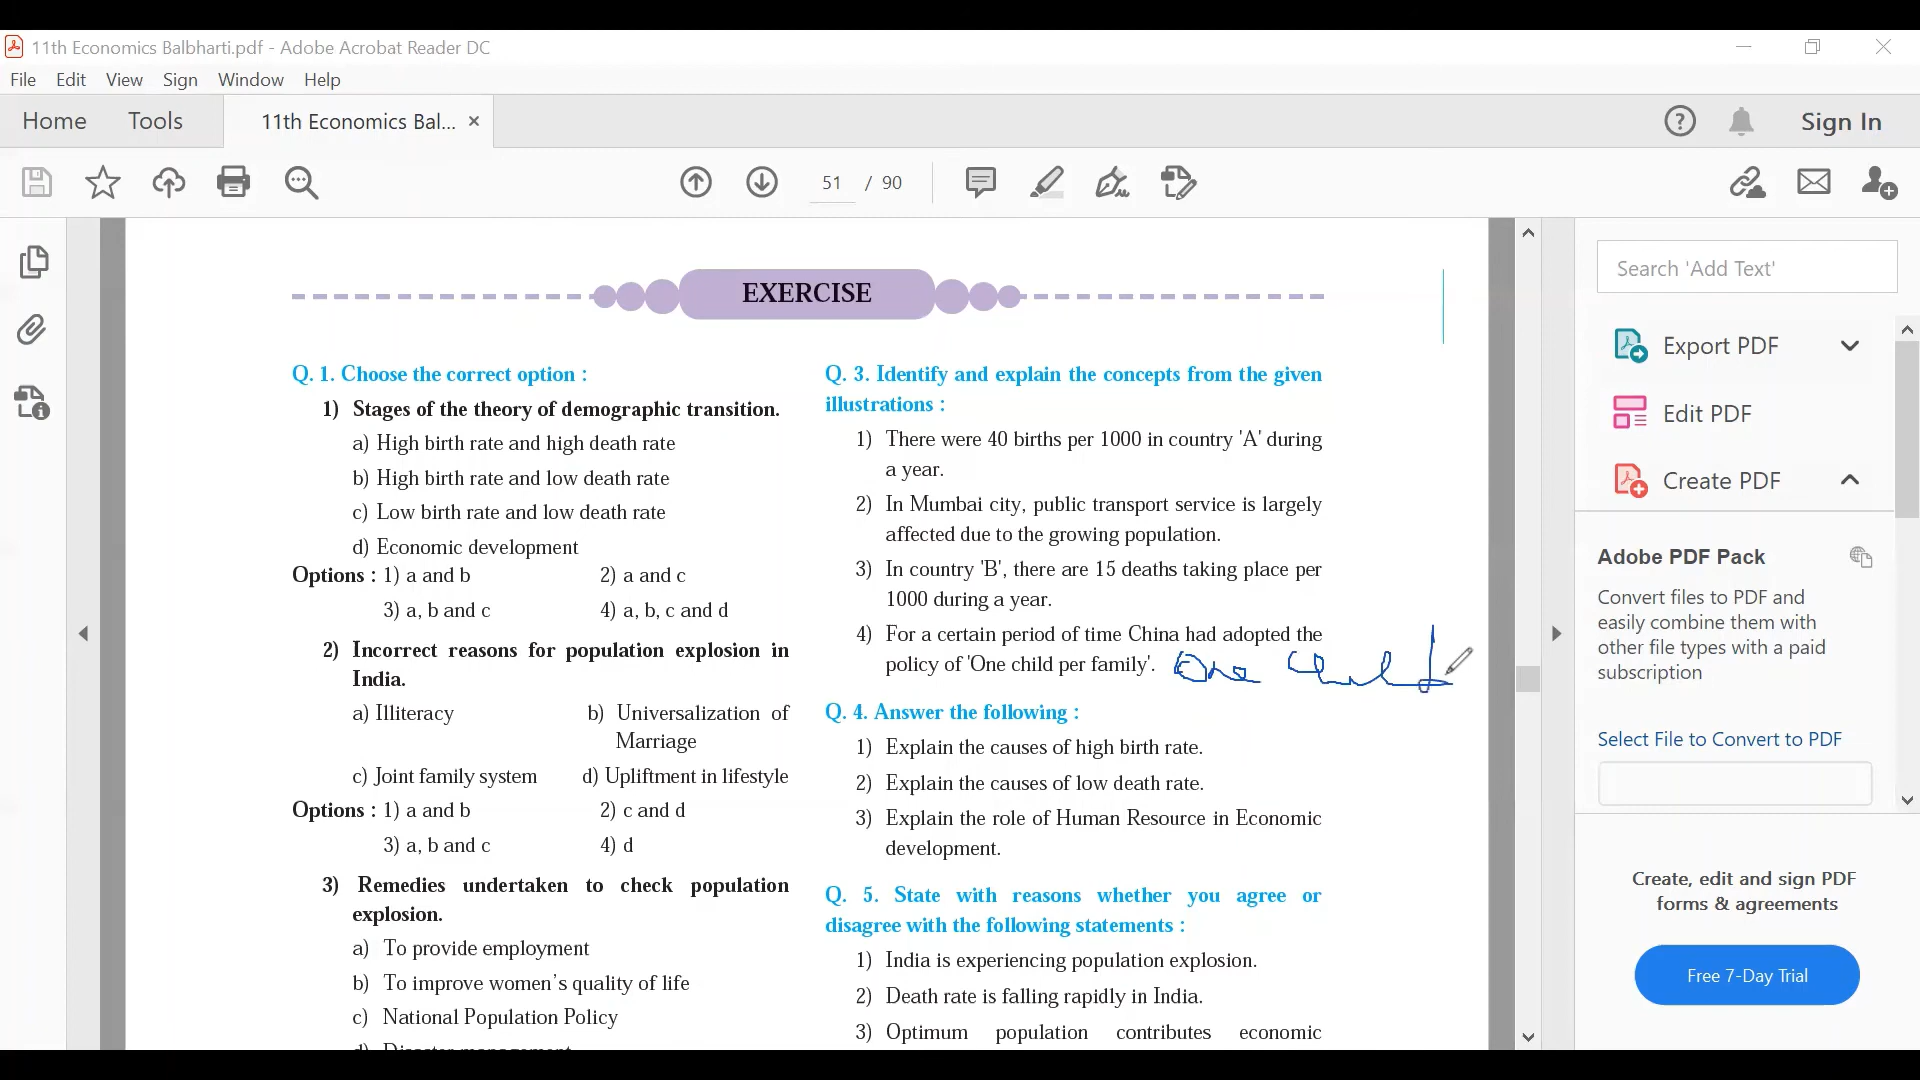 11th Economics Balbharti.pdf - Adobe Acrobat Reader DC
File Edit View Sign Window Help
Home Tools 11th Economics Bal... ×
Sign In
51 / 90
EXERCISE
Q. 1. Choose the correct option :
1) Stages of the theory of demographic transition.
a) High birth rate and high death rate
b) High birth rate and low death rate
c) Low birth rate and low death rate
d) Economic development
Options : 1) a and b 2) a and c
3) a, b and c 4) a, b, c and d
2) Incorrect reasons for population explosion in
India.
a) Illiteracy b) Universalization of
Marriage
c) Joint family system d) Upliftment in lifestyle
Options : 1) a and b 2) c and d
3) a, b and c 4) d
3) Remedies undertaken to check population
explosion.
a) To provide employment
b) To improve women's quality of life
c) National Population Policy
Q. 3. Identify and explain the concepts from the given
illustrations :
1) There were 40 births per 1000 in country 'A' during
a year.
2) In Mumbai city, public transport service is largely
affected due to the growing population.
3) In country 'B', there are 15 deaths taking place per
1000 during a year.
4) For a certain period of time China had adopted the
policy of 'One child per family'. One Child
Q. 4. Answer the following :
1) Explain the causes of high birth rate.
2) Explain the causes of low death rate.
3) Explain the role of Human Resource in Economic
development.
Q. 5. State with reasons whether you agree or
disagree with the following statements :
1) India is experiencing population explosion.
2) Death rate is falling rapidly in India.
3) Optimum population contributes economic
Search 'Add Text'
Export PDF
Edit PDF
Create PDF
Adobe PDF Pack
Convert files to PDF and
easily combine them with
other file types with a paid
subscription
Select File to Convert to PDF
Create, edit and sign PDF
forms & agreements
Free 7-Day Trial